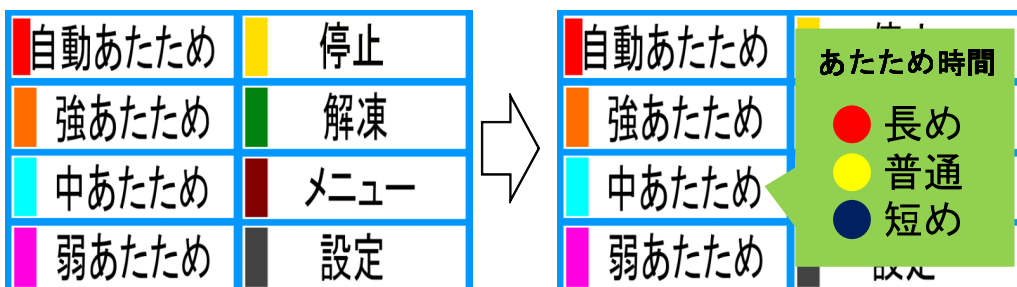 自動あたため
停止
強あたため
解凍
中あたため
メニュー
弱あたため
設定
自動あたため
強あたため
中あたため
弱あたため
あたため時間
長め
普通
短め